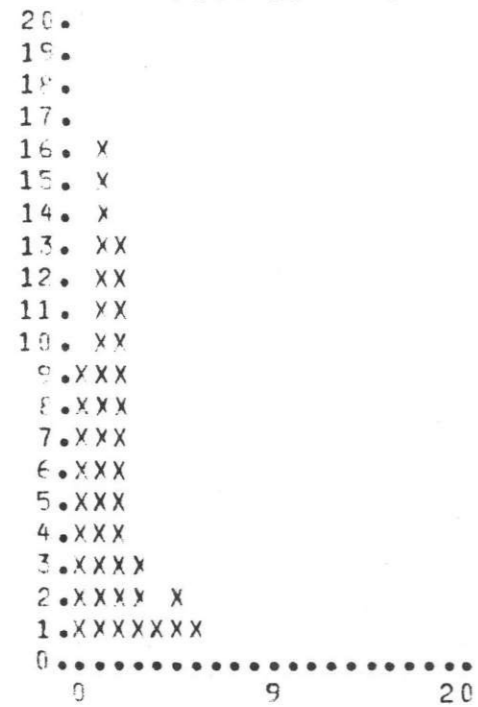 20.
19.
18.
17.
16. X
15. X
14. X
13. XX
12. XX
11. XX
10. XX
9.XXX
8.XXX
7.XXX
6.XXX
5.XXX
4.XXX
3.XXXX
2.XXXX X
1.XXXXXXX
0......................
0 9 20